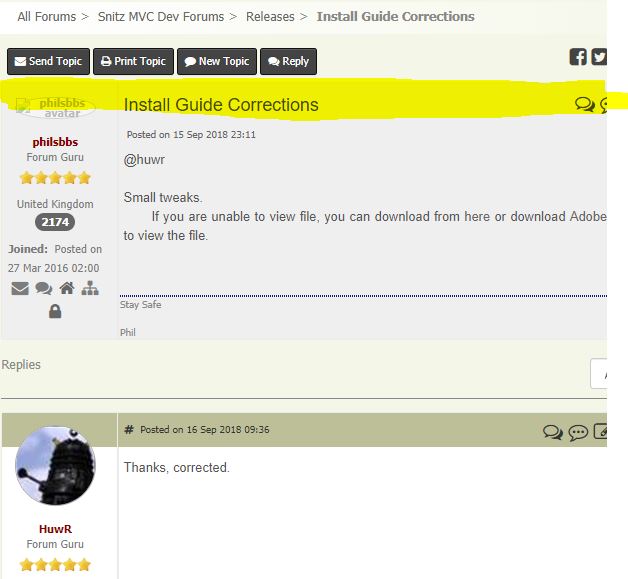 All Forums > Snitz MVC Dev Forums > Releases > Install Guide Corrections
Send Topic Print Topic New Topic Reply
philsbbs
avatar
Install Guide Corrections
philsbbs
Forum Guru
United Kingdom
2174
Joined: Posted on
27 Mar 2016 02:00
Posted on 15 Sep 2018 23:11
@huwr
Small tweaks.
If you are unable to view file, you can download from here or download Adobe
to view the file.
Stay Safe
Phil
Replies
# Posted on 16 Sep 2018 09:36
Thanks, corrected.
HuwR
Forum Guru